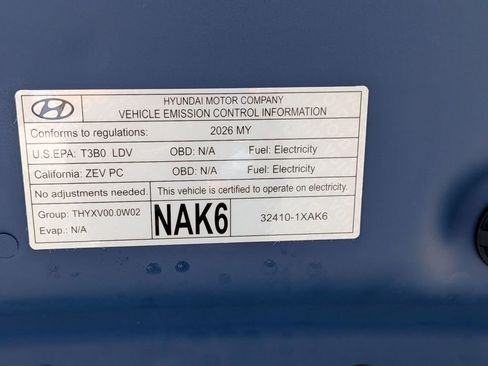 HYUNDAI MOTOR COMPANY
VEHICLE EMISSION CONTROL INFORMATION
Conforms to regulations: 2026 MY
U.S.EPA: T3B0 LDV OBD: N/A Fuel: Electricity
California: ZEV PC OBD: N/A Fuel: Electricity
No adjustments needed. This vehicle is certified to operate on electricity.
Group: THYXV00.0W02
Evap.: N/A
NAK6
32410-1XAK6